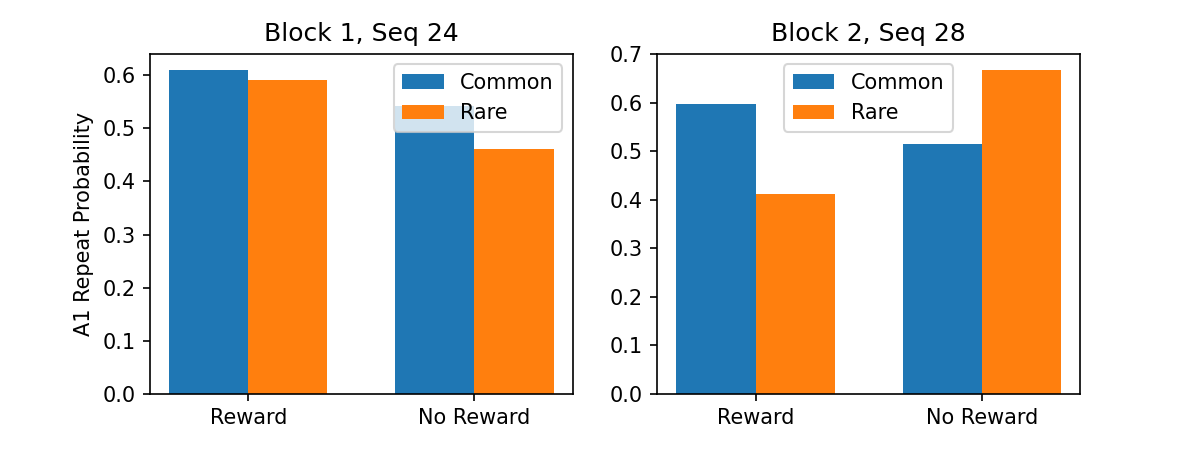 Block 1, Seq 24
A1 Repeat Probability
0.6
0.5
0.4
0.3
0.2
0.1
0.0
Common
Rare
Reward
No Reward
Block 2, Seq 28
0.7
0.6
0.5
0.4
0.3
0.2
0.1
0.0
Common
Rare
Reward
No Reward